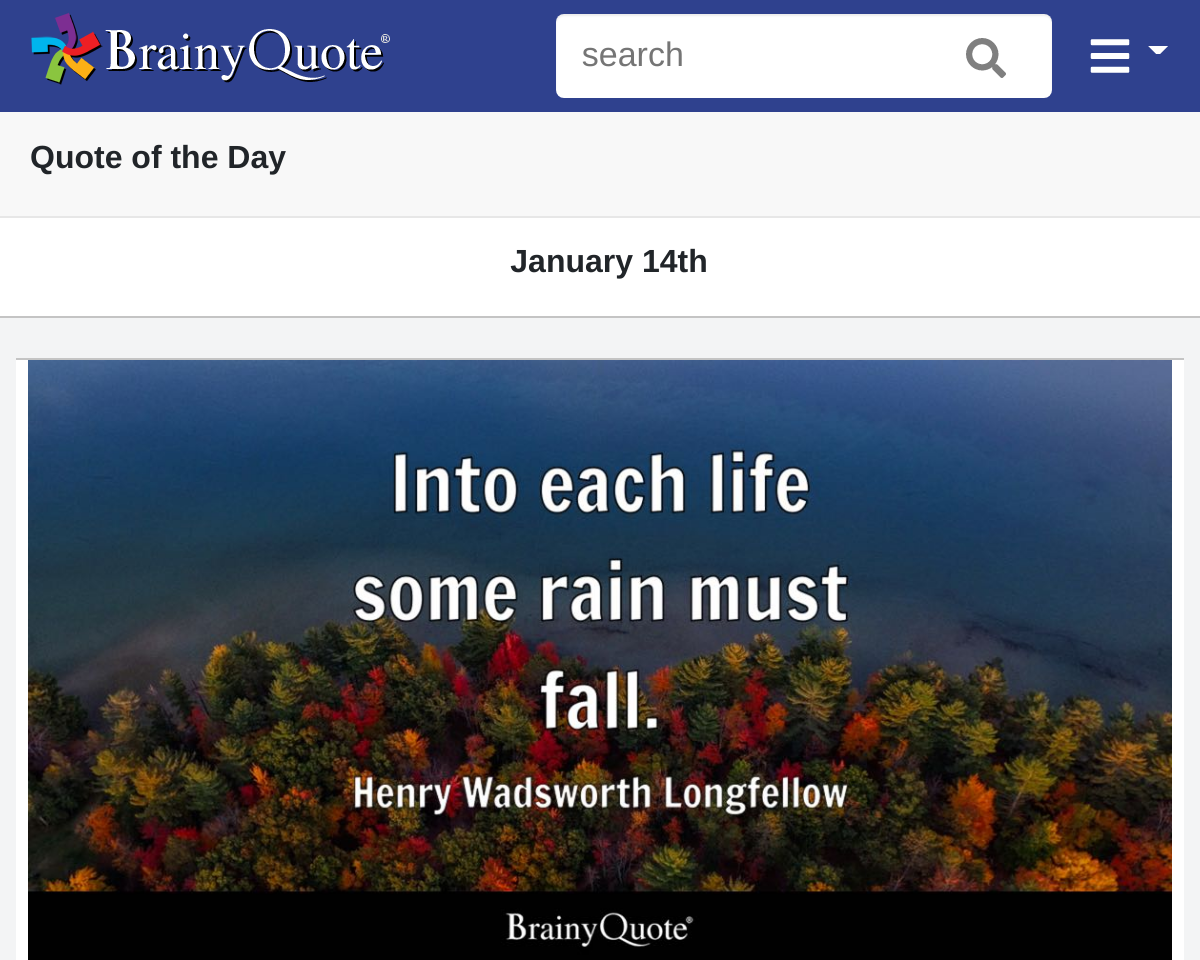 BrainyQuote®
search
Quote of the Day
January 14th
Into each life
some rain must
fall.
Henry Wadsworth Longfellow
BrainyQuote®